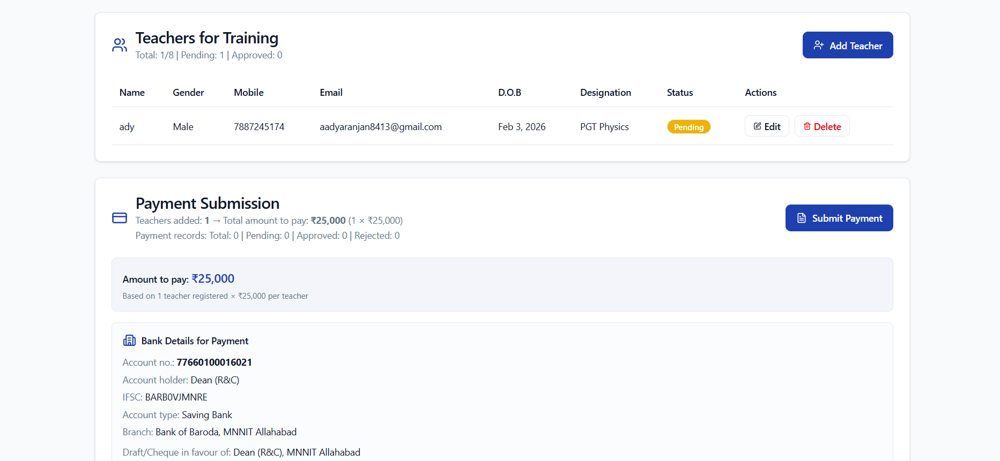 Teachers for Training
Total: 1/8 | Pending: 1 | Approved: 0
Add Teacher
Name Gender Mobile Email D.O.B Designation Status Actions
ady Male 7887245174 aadyaranjan8413@gmail.com Feb 3, 2026 PGT Physics Pending Edit Delete
Payment Submission
Teachers added: 1 → Total amount to pay: ₹25,000 (1 × ₹25,000)
Payment records: Total: 0 | Pending: 0 | Approved: 0 | Rejected: 0
Submit Payment
Amount to pay: ₹25,000
Based on 1 teacher registered × ₹25,000 per teacher
Bank Details for Payment
Account no.: 77660100016021
Account holder: Dean (R&C)
IFSC: BARB0VJMNRE
Account type: Saving Bank
Branch: Bank of Baroda, MNNIT Allahabad
Draft/Cheque in favour of: Dean (R&C), MNNIT Allahabad